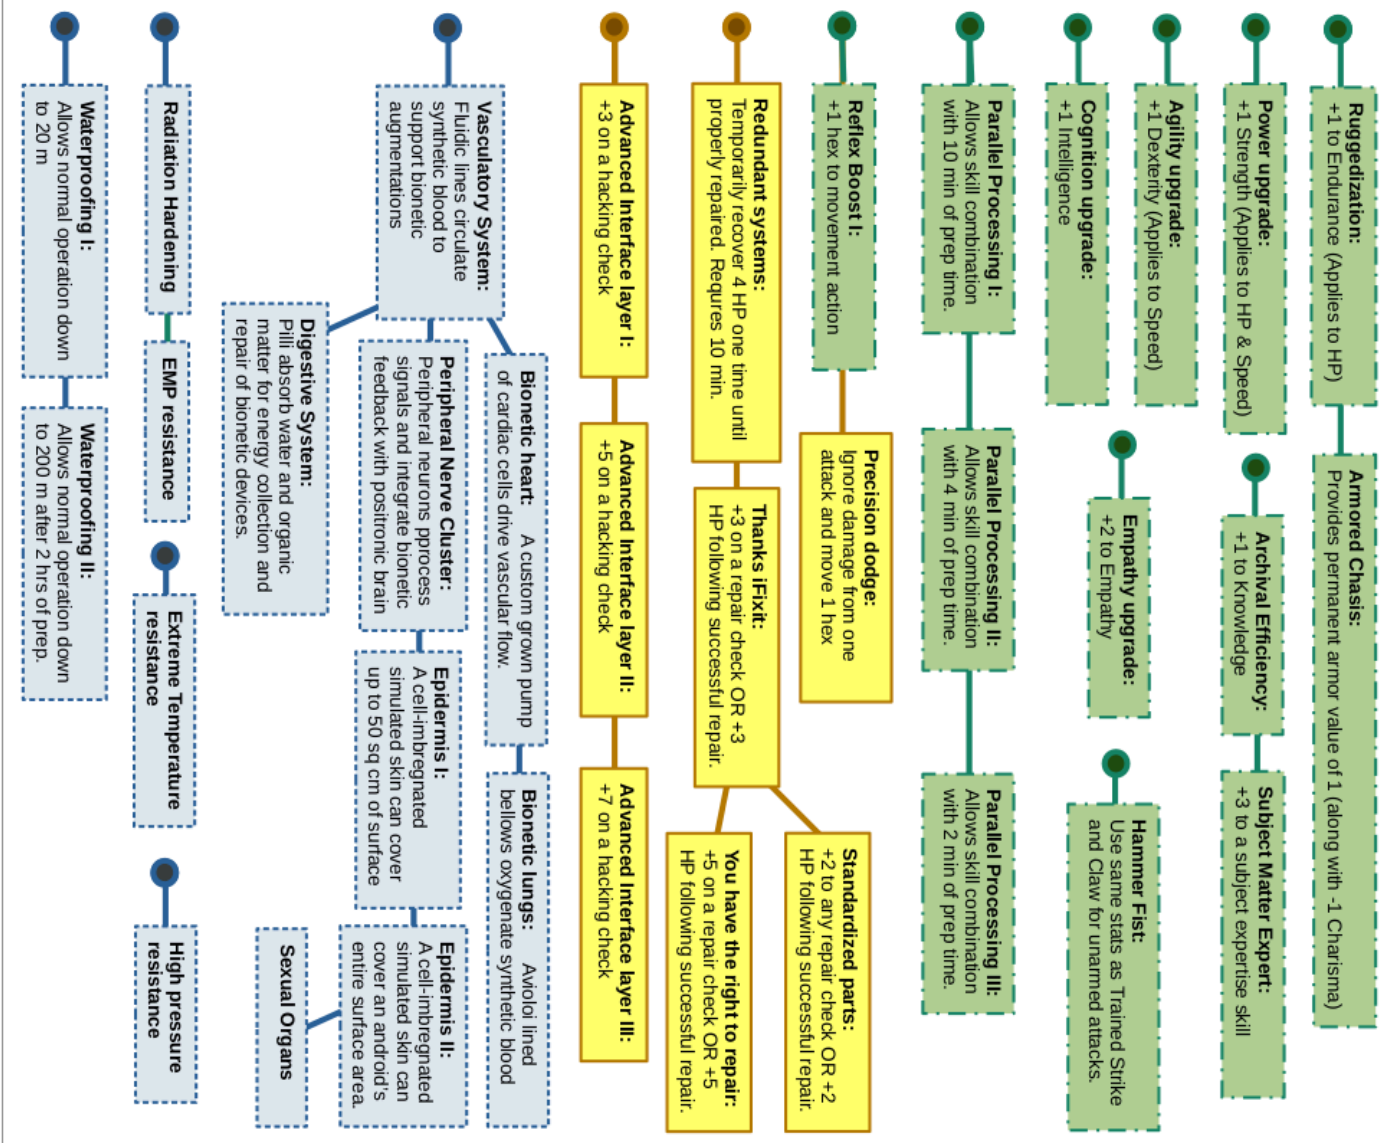 Ruggedization:
+1 to Endurance (Applies to HP)
Armored Chasis:
Provides permanent armor value of 1 (along with -1 Charisma)
Power upgrade:
+1 Strength (Applies to HP & Speed)
Archival Efficiency:
+1 to Knowledge
Subject Matter Expert:
+3 to a subject expertise skill
Agility upgrade:
+1 Dexterity (Applies to Speed)
Empathy upgrade:
+2 to Empathy
Hammer Fist:
Use same stats as Trained Strike
and Claw for unarmed attacks.
Cognition upgrade:
+1 Intelligence
Parallel Processing I:
Allows skill combination
with 10 min of prep time.
Parallel Processing II:
Allows skill combination
with 4 min of prep time.
Parallel Processing III:
Allows skill combination
with 2 min of prep time.
Reflex Boost I:
+1 hex to movement action
Precision dodge:
Ignore damage from one
attack and move 1 hex
Redundant systems:
Temporarily recover 4 HP one time until
properly repaired. Requres 10 min.
Thanks iFixit:
+3 on a repair check OR +3
HP following successful repair.
Standardized parts:
+2 to any repair check OR +2
HP following successful repair.
You have the right to repair:
+5 on a repair check OR +5
HP following successful repair.
Advanced Interface layer I:
+3 on a hacking check
Advanced Interface layer II:
+5 on a hacking check
Advanced Interface layer III:
+7 on a hacking check
Vasculatory System:
Fluidic lines circulate
synthetic blood to
support bionetic
augmentations
Bionetic heart: A custom grown pump
of cardiac cells drive vascular flow.
Bionetic lungs: Avioloi lined
bellows oxygenate synthetic blood
Peripheral Nerve Cluster:
Peripheral neurons pprocess
signals and integrate bionetic
feedback with positronic brain
Epidermis I:
A cell-imbregnated
simulated skin can cover
up to 50 sq cm of surface
Epidermis II:
A cell-imbregnated
simulated skin can
cover an android's
entire surface area.
Digestive System:
Pilli absorb water and organic
matter for energy collection and
repair of bionetic devices.
Sexual Organs
Radiation Hardening
EMP resistance
Extreme Temperature
resistance
High pressure
resistance
Waterproofing I:
Allows normal operation down
to 20 m
Waterproofing II:
Allows normal operation down
to 200 m after 2 hrs of prep.